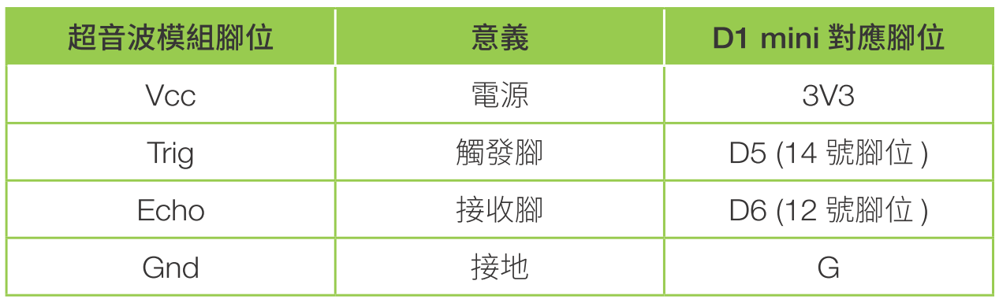 超音波模組腳位 意義 D1 mini 對應腳位
Vcc 電源 3V3
Trig 觸發腳 D5 (14 號腳位 )
Echo 接收腳 D6 (12 號腳位 )
Gnd 接地 G